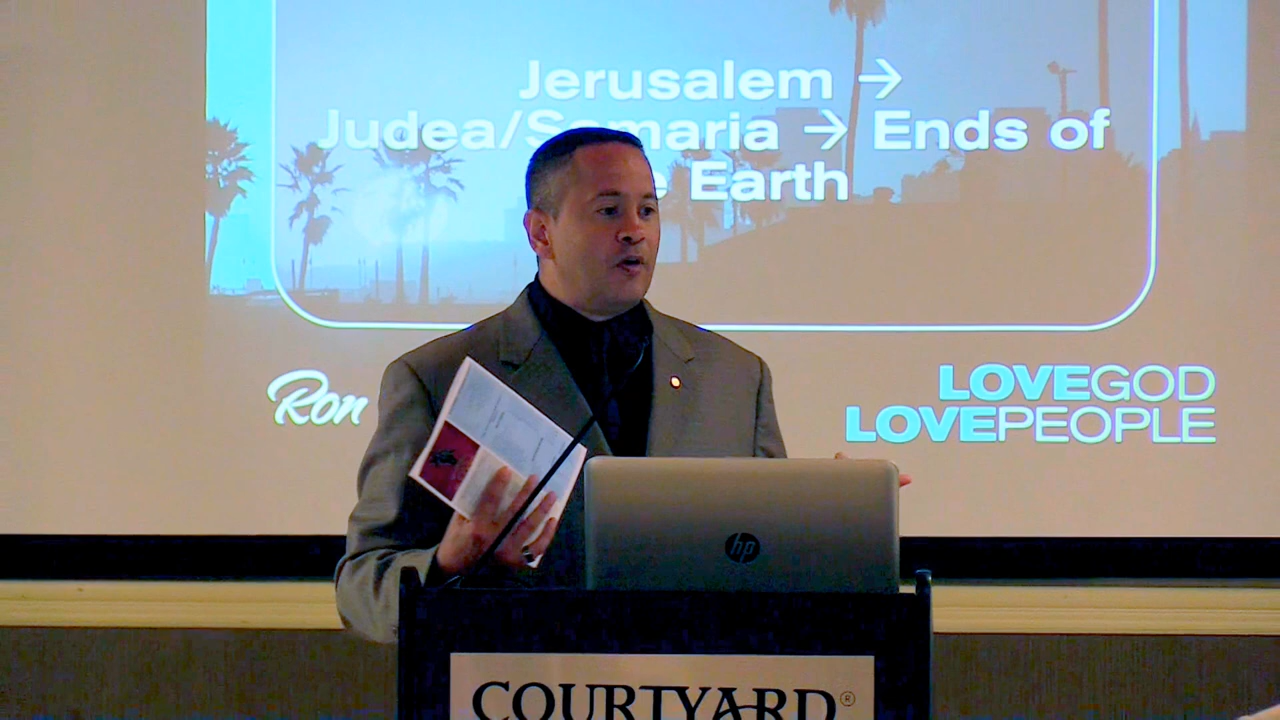 Jerusalem →
Judea/Samaria → Ends of
Earth
Ron
LOVEGOD
LOVEPEOPLE
hp
COURTYARD®